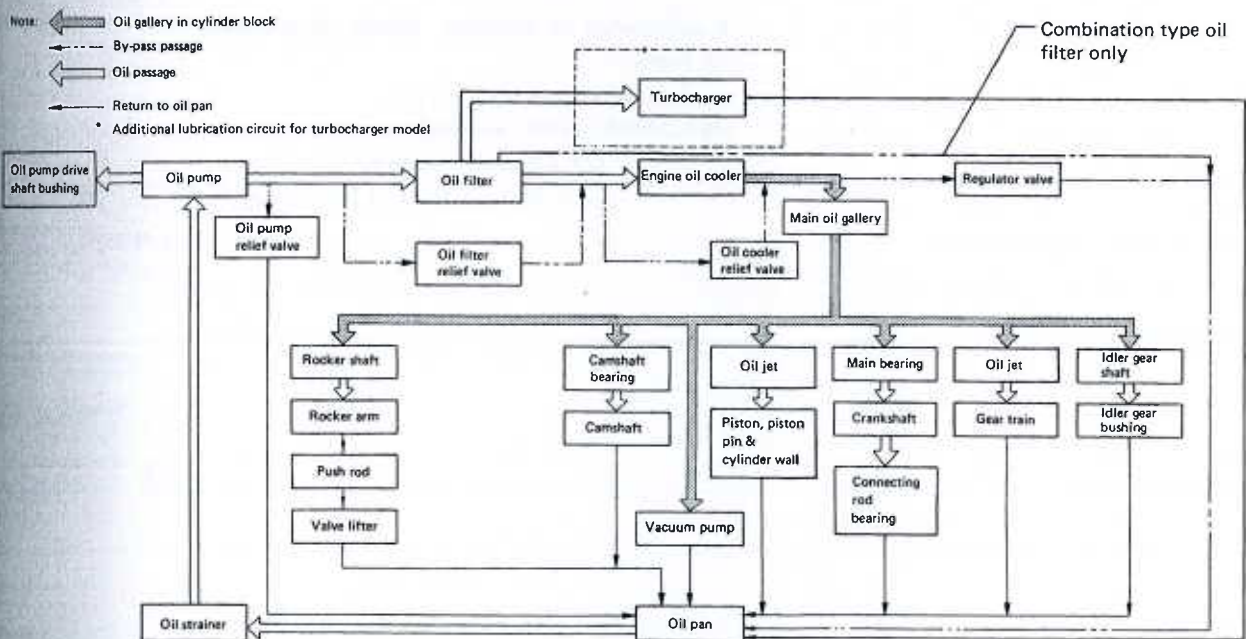 Note:
Oil gallery in cylinder block
By-pass passage
Oil passage
Return to oil pan
* Additional lubrication circuit for turbocharger model
Combination type oil
filter only
*
Turbocharger
Oil pump drive
shaft bushing
Oil pump
Oil filter
Engine oil cooler
Regulator valve
Main oil gallery
Oil pump
relief valve
Oil filter
relief valve
Oil cooler
relief valve
Rocker shaft
Camshaft
bearing
Oil jet
Main bearing
Oil jet
Idler gear
shaft
Rocker arm
Camshaft
Piston, piston
pin &
cylinder wall
Crankshaft
Gear train
Idler gear
bushing
Push rod
Connecting
rod
bearing
Valve lifter
Vacuum pump
Oil strainer
Oil pan